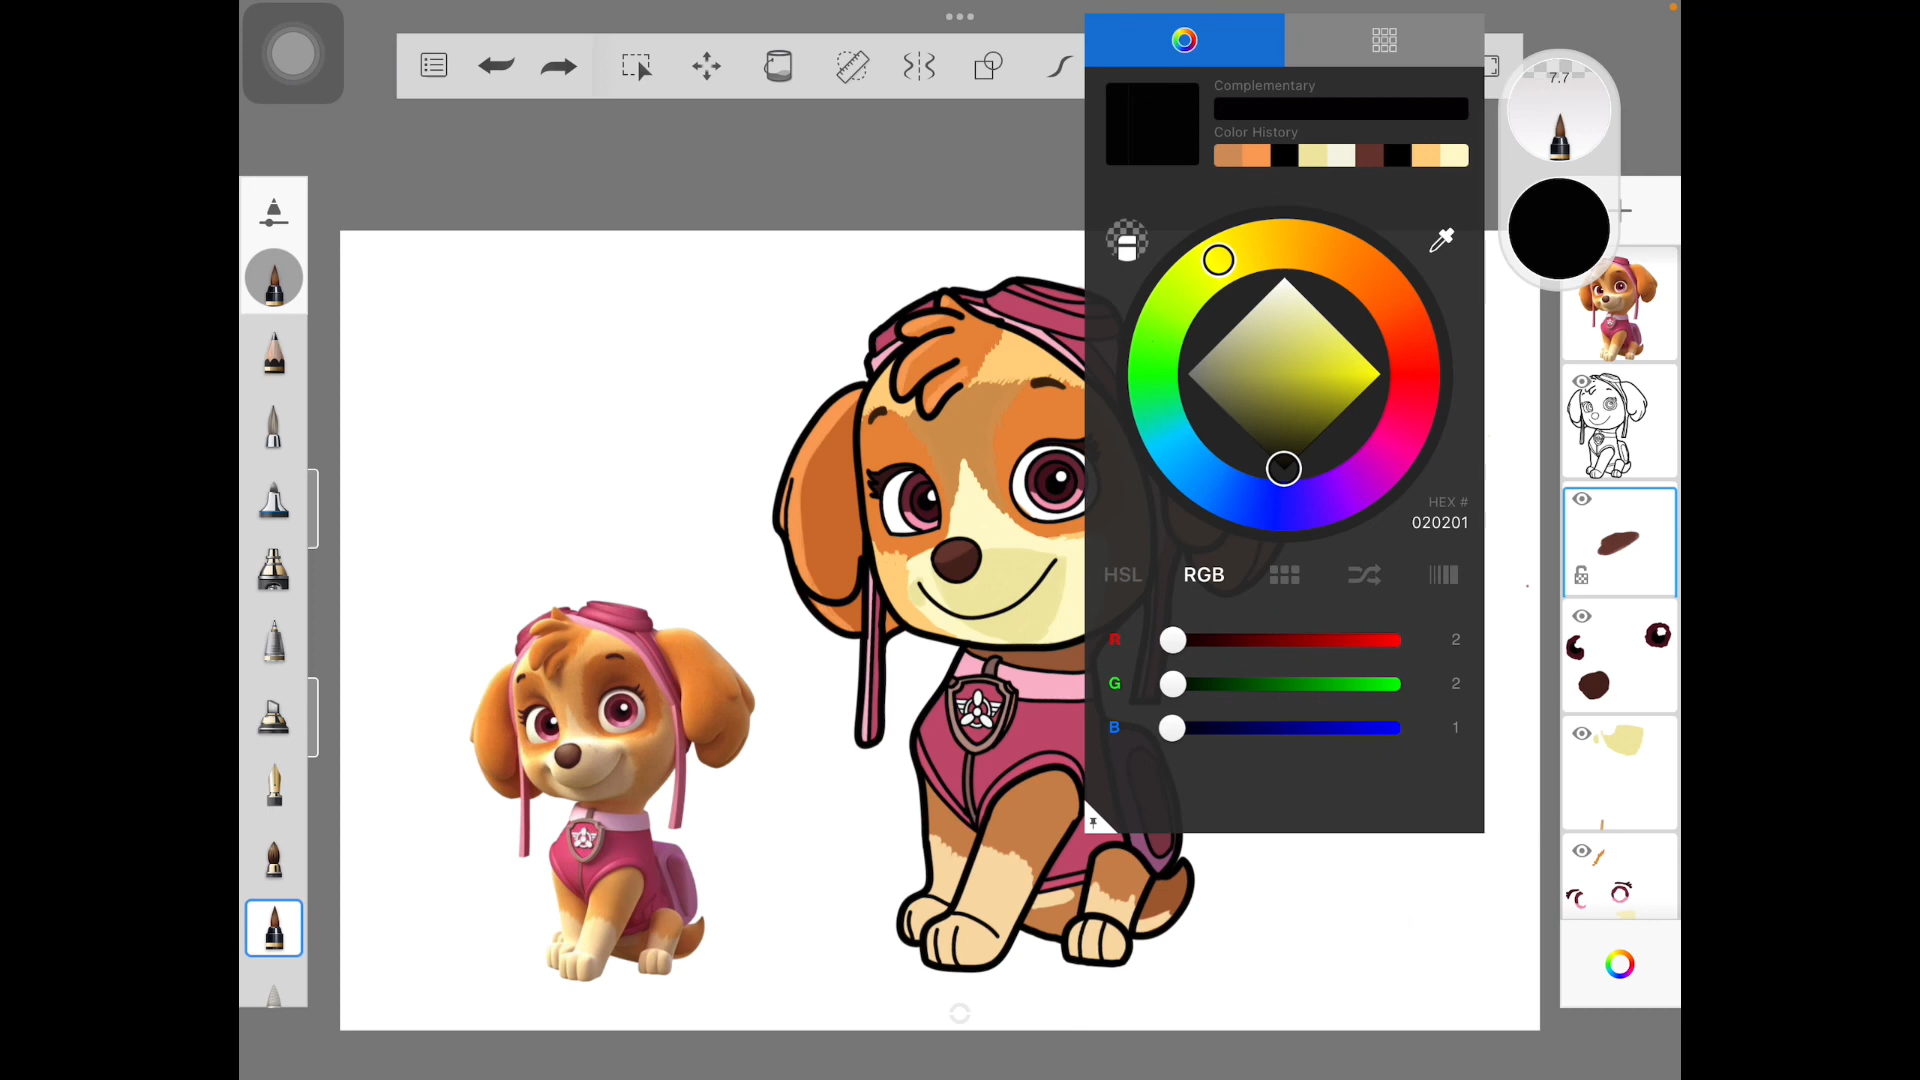 7.7
Complementary
Color History
HEX #
020201
HSL RGB
R 2
G 2
B 1